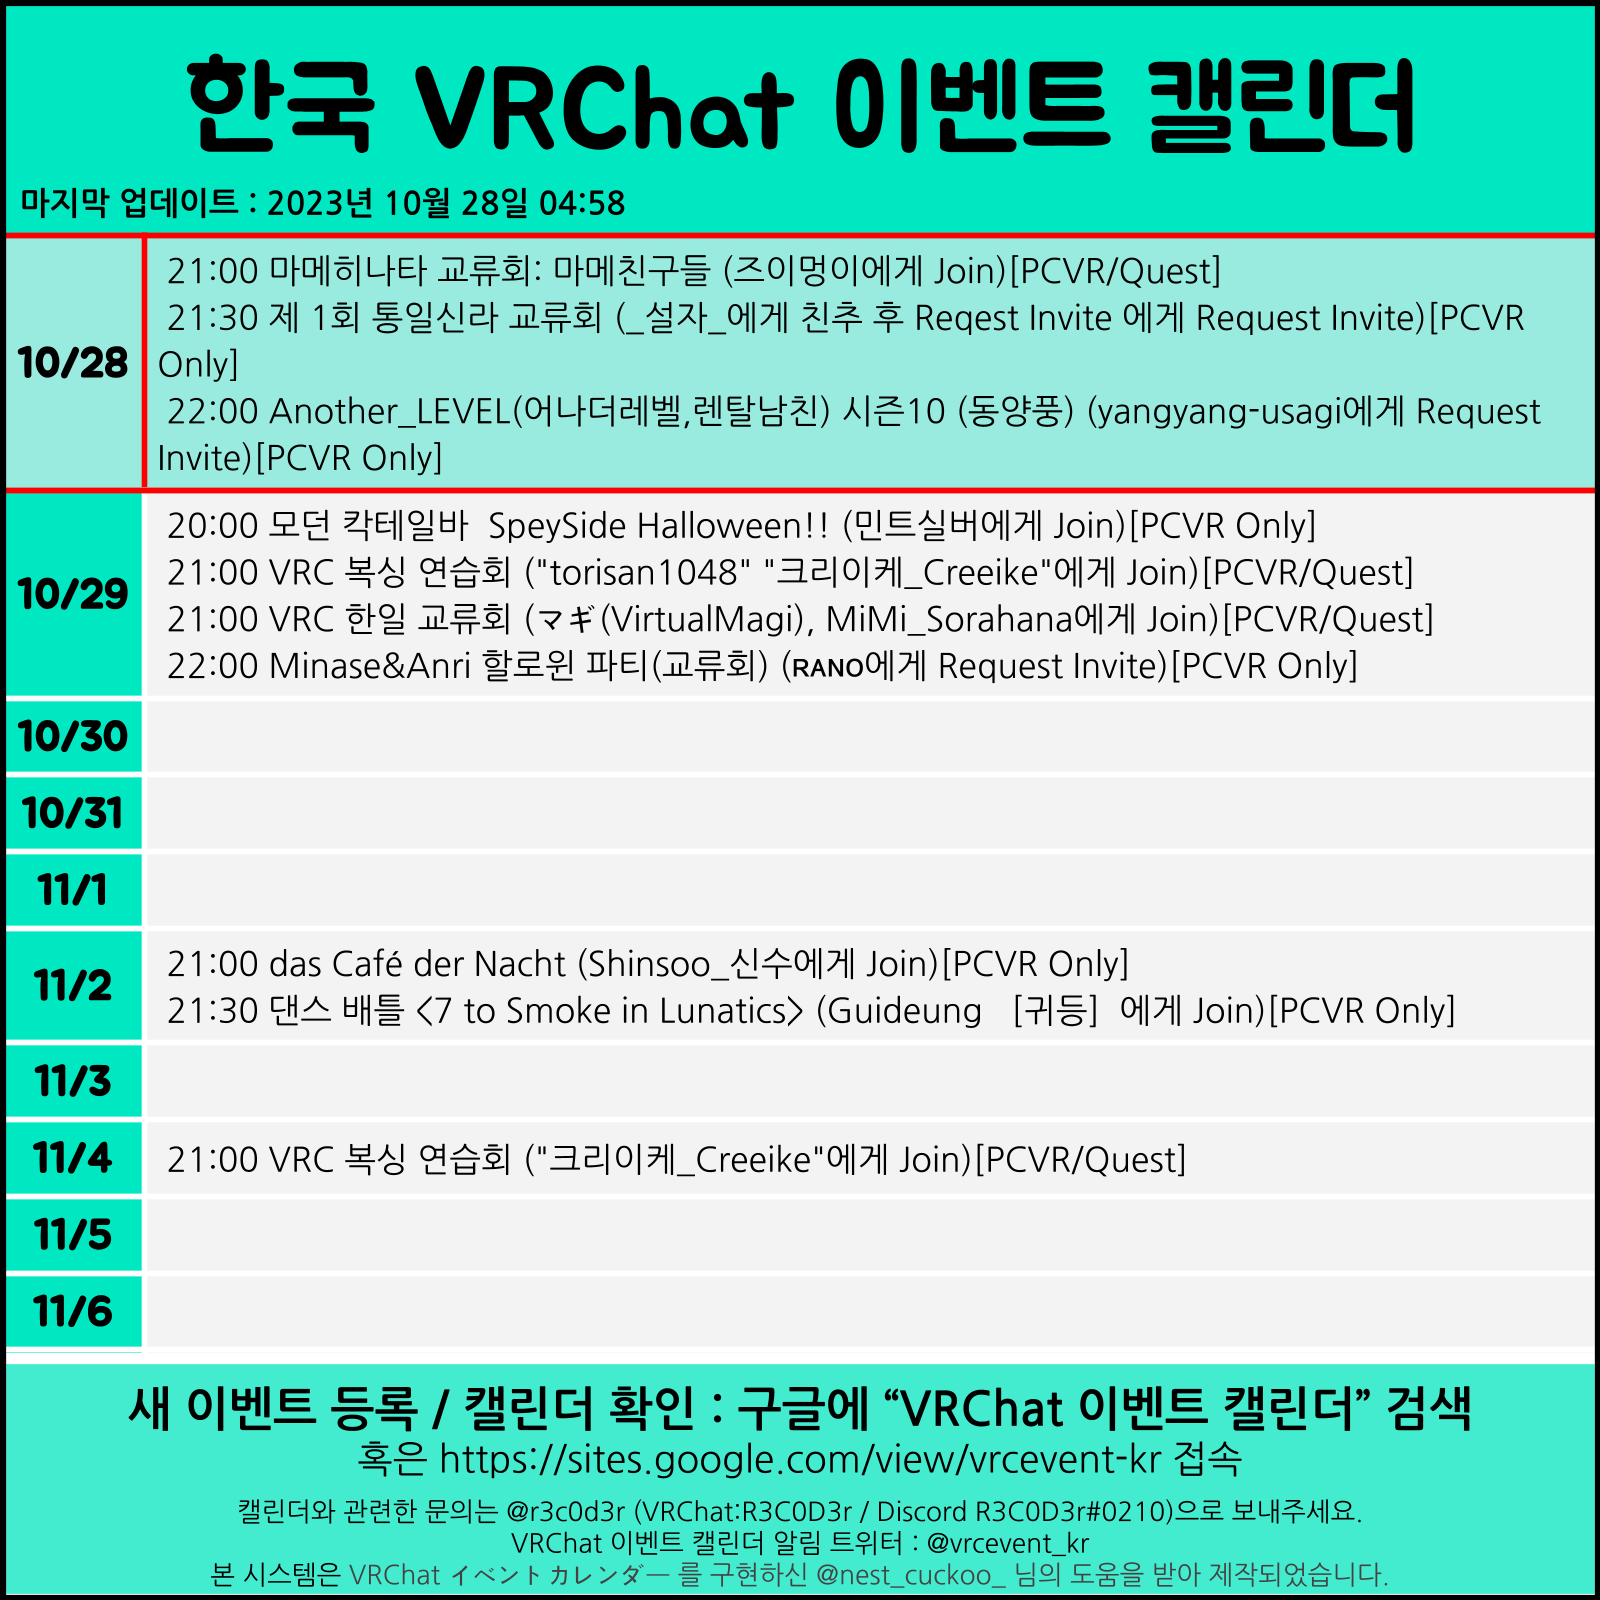 한국 VRChat 이벤트 캘린더
마지막 업데이트 : 2023년 10월 28일 04:58
10/28
21:00 마메히나타 교류회: 마메친구들 (즈이멍이에게 Join)[PCVR/Quest]
21:30 제 1회 통일신라 교류회 (_설자_에게 친추 후 Reqest Invite 에게 Request Invite)[PCVR
Only]
22:00 Another_LEVEL(어나더레벨,렌탈남친) 시즌10 (동양풍) (yangyang-usagi에게 Request
Invite)[PCVR Only]
10/29
20:00 모던 칵테일바  SpeySide Halloween!! (민트실버에게 Join)[PCVR Only]
21:00 VRC 복싱 연습회 ("torisan1048" "크리이케_Creeike"에게 Join)[PCVR/Quest]
21:00 VRC 한일 교류회 (マギ(VirtualMagi), MiMi_Sorahana에게 Join)[PCVR/Quest]
22:00 Minase&Anri 할로윈 파티(교류회) (ʀᴀɴᴏ에게 Request Invite)[PCVR Only]
10/30
10/31
11/1
11/2
21:00 das Café der Nacht (Shinsoo_신수에게 Join)[PCVR Only]
21:30 댄스 배틀 <7 to Smoke in Lunatics> (Guideung   [귀등]  에게 Join)[PCVR Only]
11/3
11/4
21:00 VRC 복싱 연습회 ("크리이케_Creeike"에게 Join)[PCVR/Quest]
11/5
11/6
새 이벤트 등록 / 캘린더 확인 : 구글에 “VRChat 이벤트 캘린더” 검색
혹은 https://sites.google.com/view/vrcevent-kr 접속
캘린더와 관련한 문의는 @r3c0d3r (VRChat:R3C0D3r / Discord R3C0D3r#0210)으로 보내주세요.
VRChat 이벤트 캘린더 알림 트위터 : @vrcevent_kr
본 시스템은 VRChat イベントカレンダー 를 구현하신 @nest_cuckoo_ 님의 도움을 받아 제작되었습니다.